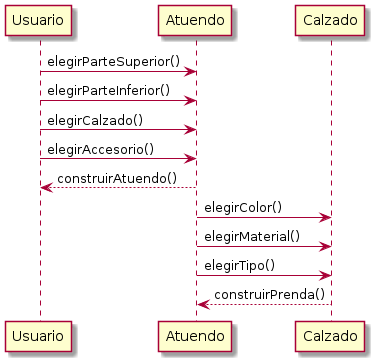 Usuario Atuendo Calzado
elegirParteSuperior()
elegirParteInferior()
elegirCalzado()
elegirAccesorio()
construirAtuendo()
elegirColor()
elegirMaterial()
elegirTipo()
construirPrenda()
Usuario Atuendo Calzado